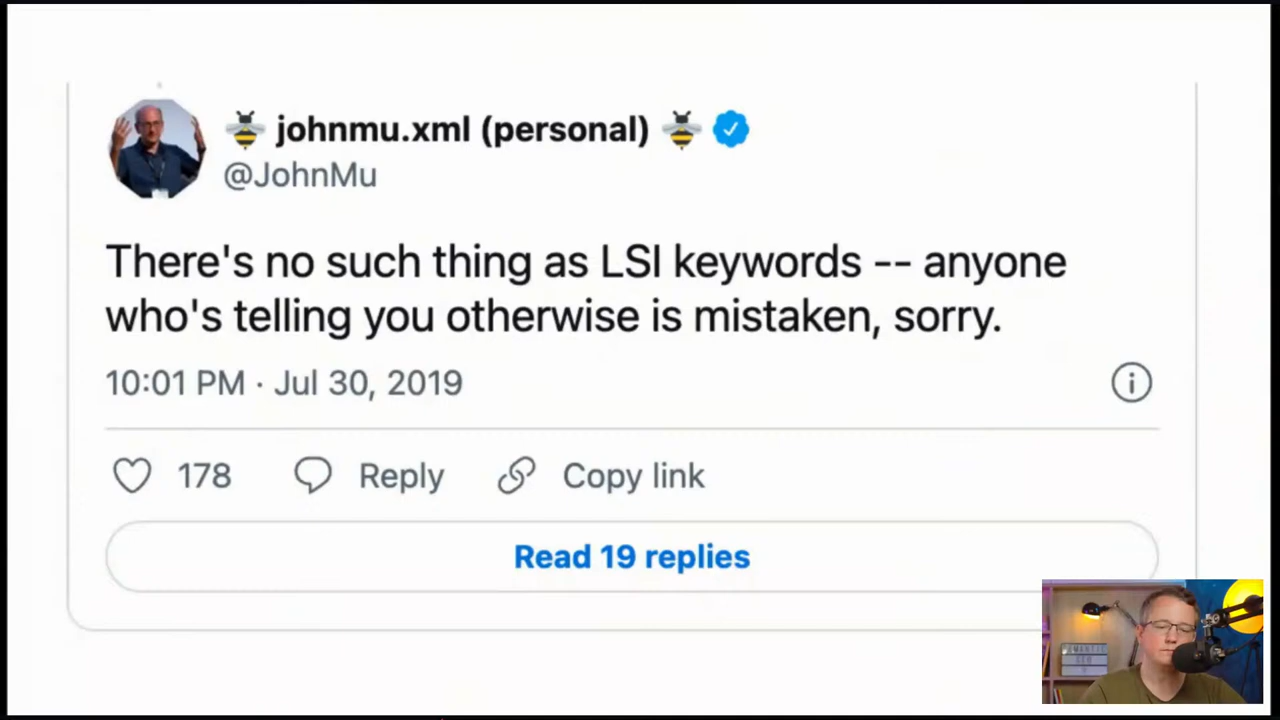 🐝 johnmu.xml (personal) 🐝
@JohnMu
There's no such thing as LSI keywords -- anyone
who's telling you otherwise is mistaken, sorry.
10:01 PM · Jul 30, 2019
178 Reply Copy link
Read 19 replies
SEO